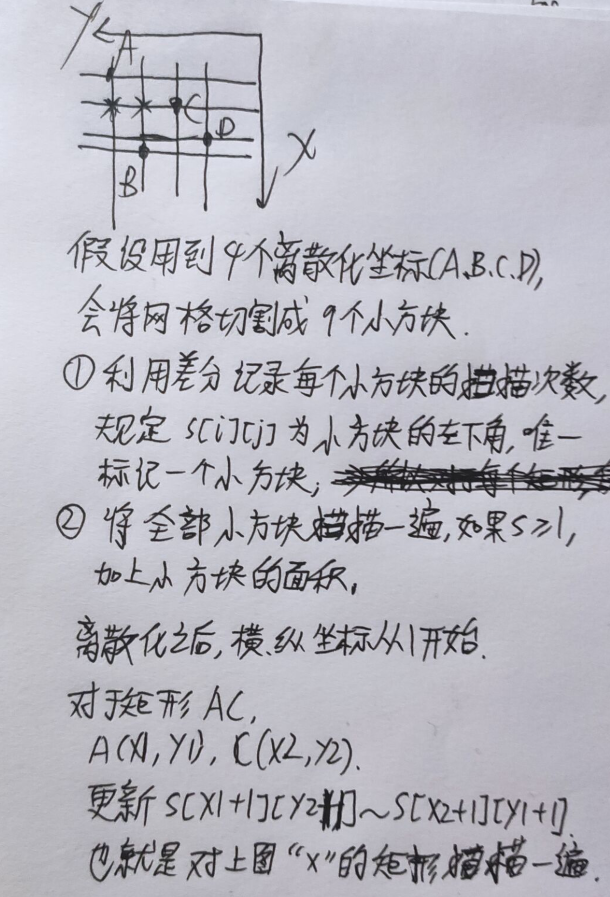 Y
A
C
D
B
X
假设用到4个离散化坐标(A,B,C,D),
会将网格切割成9个小方块.
①利用差分记录每个小方块的描次数,
规定S[i][j]为小方块的左下角,唯一
标记一个小方块;
②将全部小方块描一遍,如果S≥1,
加上小方块的面积.
离散化之后,横、纵坐标从1开始.
对于矩形AC,
A(X1,Y1),C(X2,Y2).
更新S[X1+1][Y2+1]~S[X2+1][Y1+1].
也就是对上图“x”的矩形描一遍.